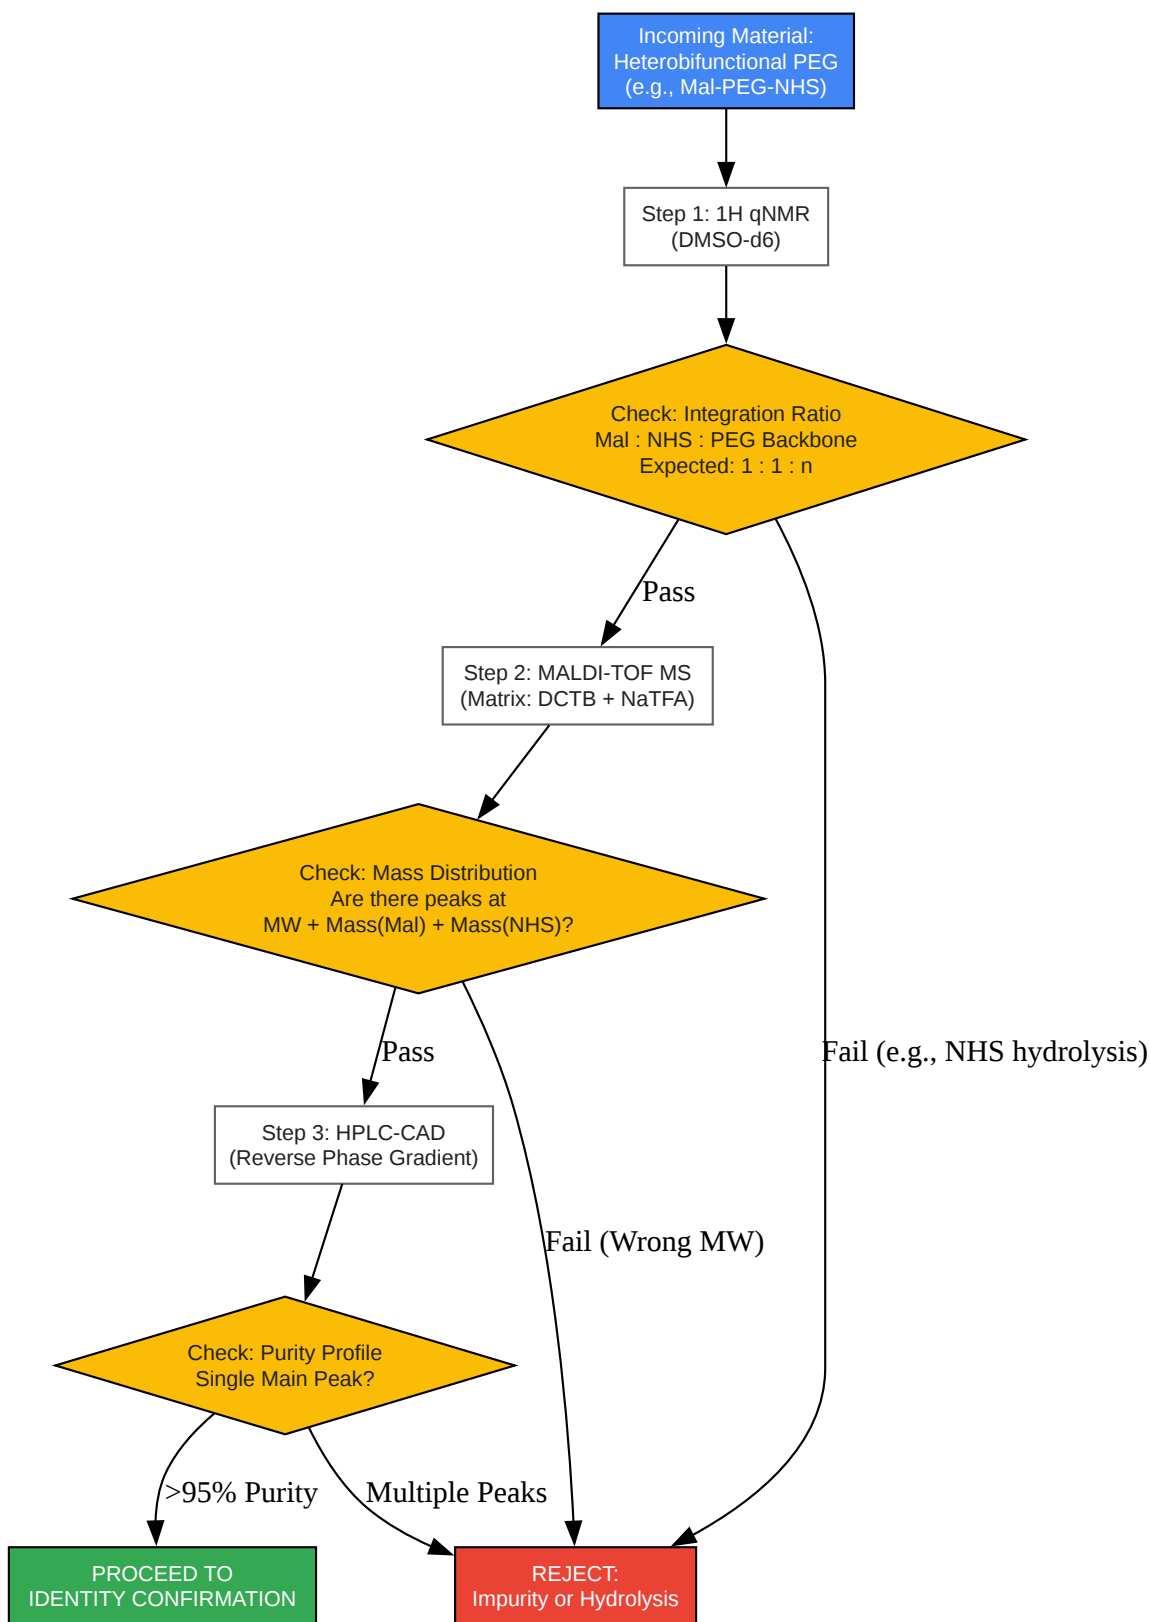 Incoming Material:
Heterobifunctional PEG
(e.g., Mal-PEG-NHS)
Step 1: 1H qNMR
(DMSO-d6)
Check: Integration Ratio
Mal : NHS : PEG Backbone
Expected: 1 : 1 : n
Pass
Step 2: MALDI-TOF MS
(Matrix: DCTB + NaTFA)
Check: Mass Distribution
Are there peaks at
MW + Mass(Mal) + Mass(NHS)?
Pass
Fail (e.g., NHS hydrolysis)
Step 3: HPLC-CAD
(Reverse Phase Gradient)
Fail (Wrong MW)
Check: Purity Profile
Single Main Peak?
>95% Purity
Multiple Peaks
PROCEED TO
IDENTITY CONFIRMATION
REJECT:
Impurity or Hydrolysis